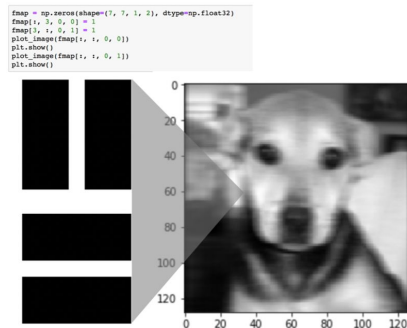 fmap = np.zeros(shape=(7, 7, 1, 2), dtype=np.float32)
fmap[:, 3, 0, 0] = 1
fmap[3, :, 0, 1] = 1
plot_image(fmap[:, :, 0, 0])
plt.show()
plot_image(fmap[:, :, 0, 1])
plt.show()
0
20
40
60
80
100
120
0 20 40 60 80 100 120